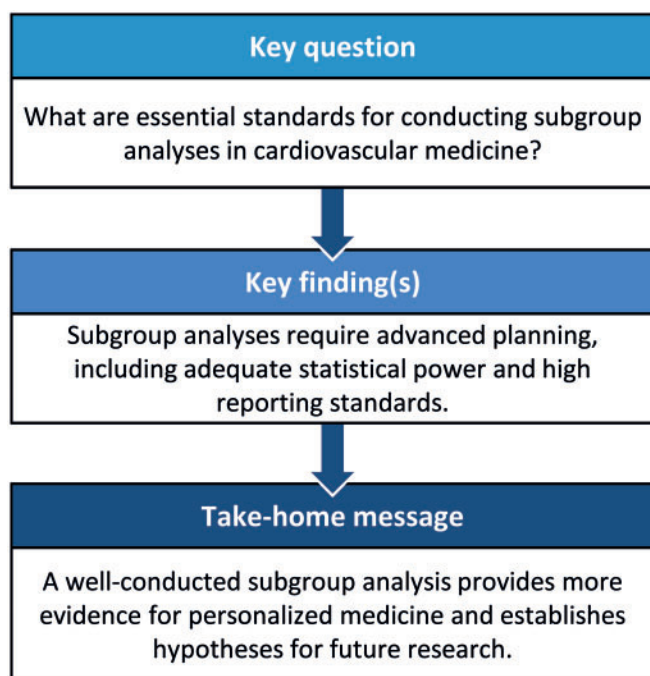 Key question
What are essential standards for conducting subgroup
analyses in cardiovascular medicine?
Key finding(s)
Subgroup analyses require advanced planning,
including adequate statistical power and high
reporting standards.
Take-home message
A well-conducted subgroup analysis provides more
evidence for personalized medicine and establishes
hypotheses for future research.